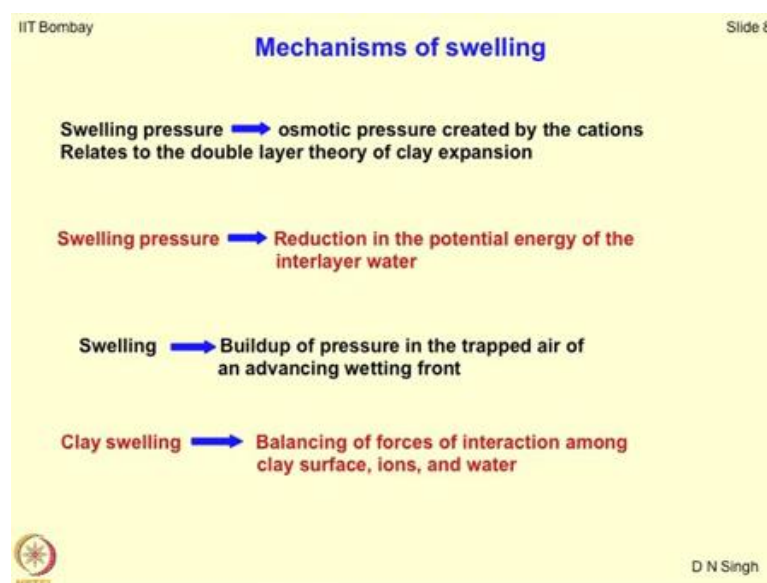 IIT Bombay
Slide 8
Mechanisms of swelling
Swelling pressure → osmotic pressure created by the cations
Relates to the double layer theory of clay expansion
Swelling pressure → Reduction in the potential energy of the
interlayer water
Swelling → Buildup of pressure in the trapped air of
an advancing wetting front
Clay swelling → Balancing of forces of interaction among
clay surface, ions, and water
D N Singh